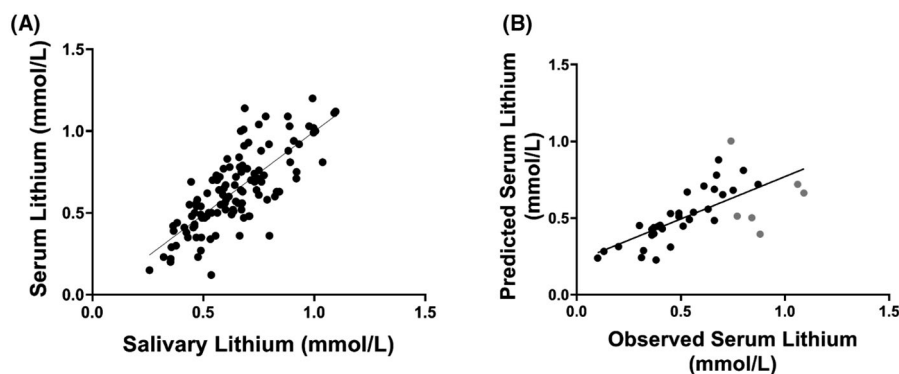 (A)
Serum Lithium (mmol/L)
1.5
1.0
0.5
0.0
0.0 0.5 1.0 1.5
Salivary Lithium (mmol/L)
(B)
Predicted Serum Lithium
(mmol/L)
1.5
1.0
0.5
0.0
0.0 0.5 1.0 1.5
Observed Serum Lithium
(mmol/L)